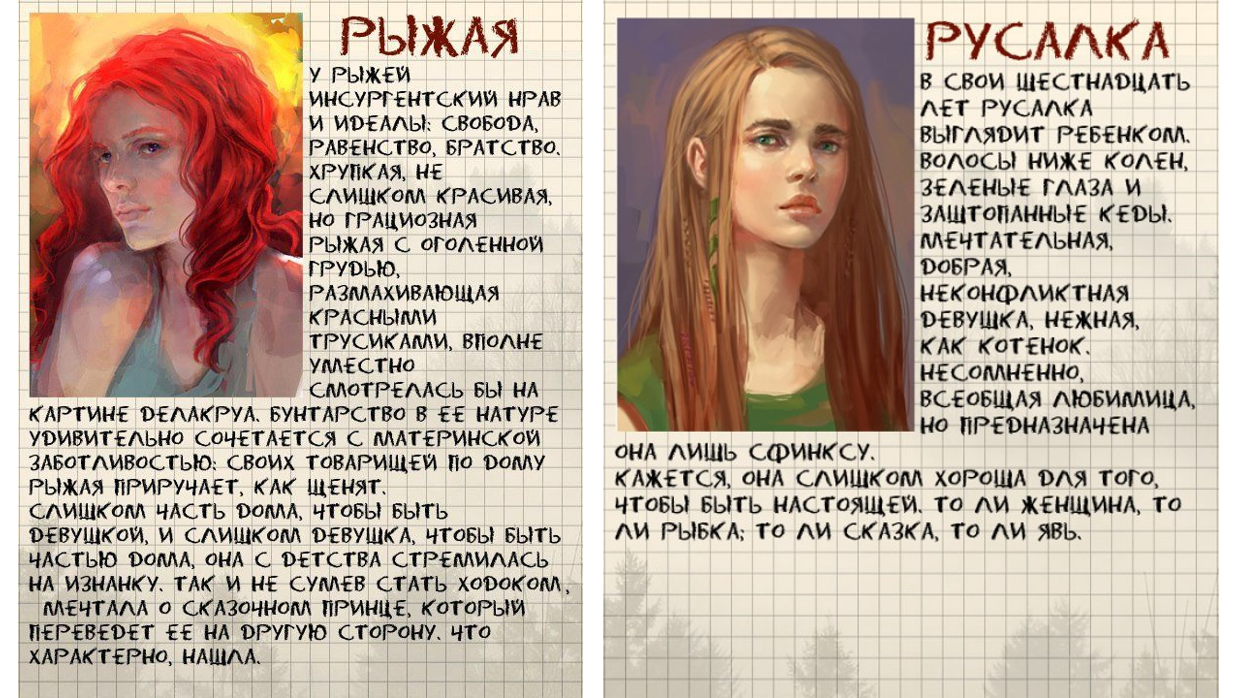 РЫЖАЯ
У РЫЖЕЙ
ИНСУРГЕНТСКИЙ НРАВ
И ИДЕАЛЫ: СВОБОДА,
РАВЕНСТВО, БРАТСТВО.
ХРУПКАЯ, НЕ
СЛИШКОМ КРАСИВАЯ,
НО ГРАЦИОЗНАЯ
РЫЖАЯ С ОГОЛЕННОЙ
ГРУДЬЮ,
РАЗМАХИВАЮЩАЯ
КРАСНЫМИ
ТРУСИКАМИ, ВПОЛНЕ
УМЕСТНО
СМОТРЕЛАСЬ БЫ НА
КАРТИНЕ ДЕЛАКРУА. БУНТАРСТВО В ЕЕ НАТУРЕ
УДИВИТЕЛЬНО СОЧЕТАЕТСЯ С МАТЕРИНСКОЙ
ЗАБОТЛИВОСТЬЮ: СВОИХ ТОВАРИЩЕЙ ПО ДОМУ
РЫЖАЯ ПРИРУЧАЕТ, КАК ЩЕНЯТ.
СЛИШКОМ ЧАСТЬ ДОМА, ЧТОБЫ БЫТЬ
ДЕВУШКОЙ, И СЛИШКОМ ДЕВУШКА, ЧТОБЫ БЫТЬ
ЧАСТЬЮ ДОМА, ОНА С ДЕТСТВА СТРЕМИЛАСЬ
НА ИЗНАНКУ. ТАК И НЕ СУМЕВ СТАТЬ ХОДОКОМ,
МЕЧТАЛА О СКАЗОЧНОМ ПРИНЦЕ, КОТОРЫЙ
ПЕРЕВЕДЕТ ЕЕ НА ДРУГУЮ СТОРОНУ. ЧТО
ХАРАКТЕРНО, НАШЛА.
РУСАЛКА
В СВОИ ШЕСТНАДЦАТЬ
ЛЕТ РУСАЛКА
ВЫГЛЯДИТ РЕБЕНКОМ.
ВОЛОСЫ НИЖЕ КОЛЕН,
ЗЕЛЕНЫЕ ГЛАЗА И
ЗАШТОПАННЫЕ КЕДЫ.
МЕЧТАТЕЛЬНАЯ,
ДОБРАЯ,
НЕКОНФЛИКТНАЯ
ДЕВУШКА, НЕЖНАЯ,
КАК КОТЕНОК.
НЕСОМНЕННО,
ВСЕОБЩАЯ ЛЮБИМИЦА,
НО ПРЕДНАЗНАЧЕНА
ОНА ЛИШЬ СФИНКСУ.
КАЖЕТСЯ, ОНА СЛИШКОМ ХОРОША ДЛЯ ТОГО,
ЧТОБЫ БЫТЬ НАСТОЯЩЕЙ. ТО ЛИ ЖЕНЩИНА, ТО
ЛИ РЫБКА; ТО ЛИ СКАЗКА, ТО ЛИ ЯВЬ.